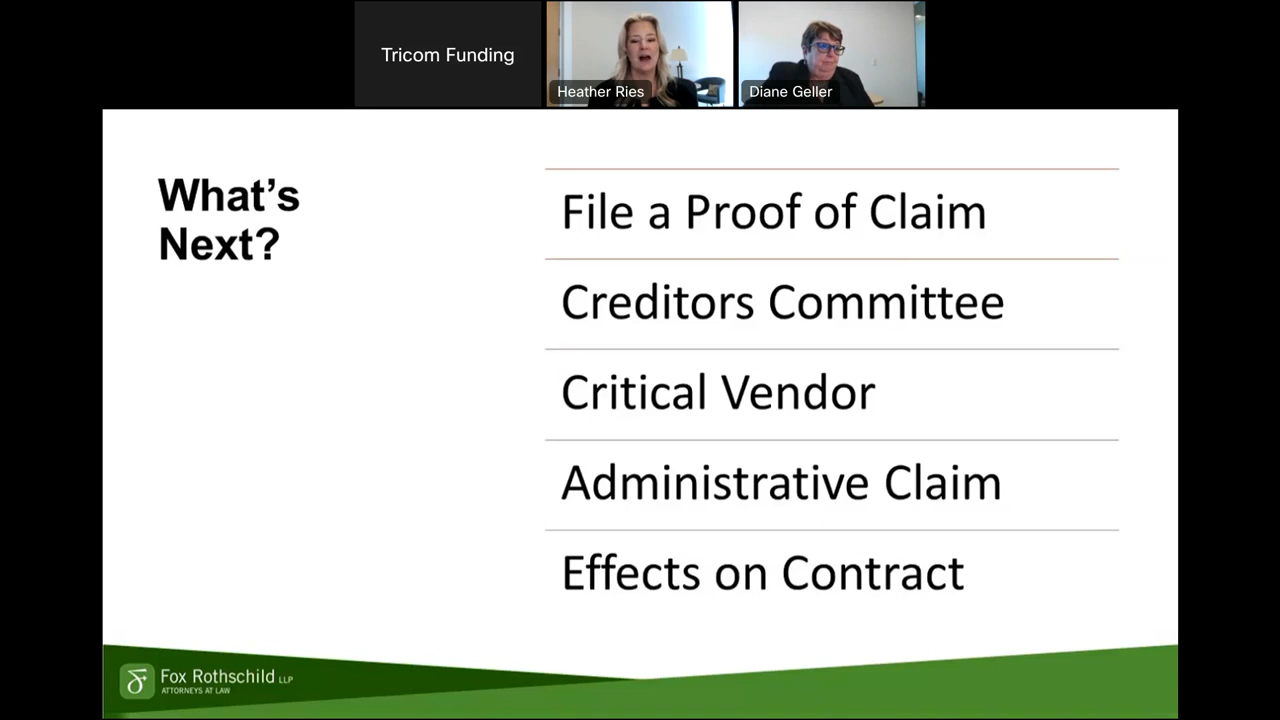 Tricom Funding
Heather Ries
Diane Geller
What's
Next?
File a Proof of Claim
Creditors Committee
Critical Vendor
Administrative Claim
Effects on Contract
Fox Rothschild LLP
ATTORNEYS AT LAW